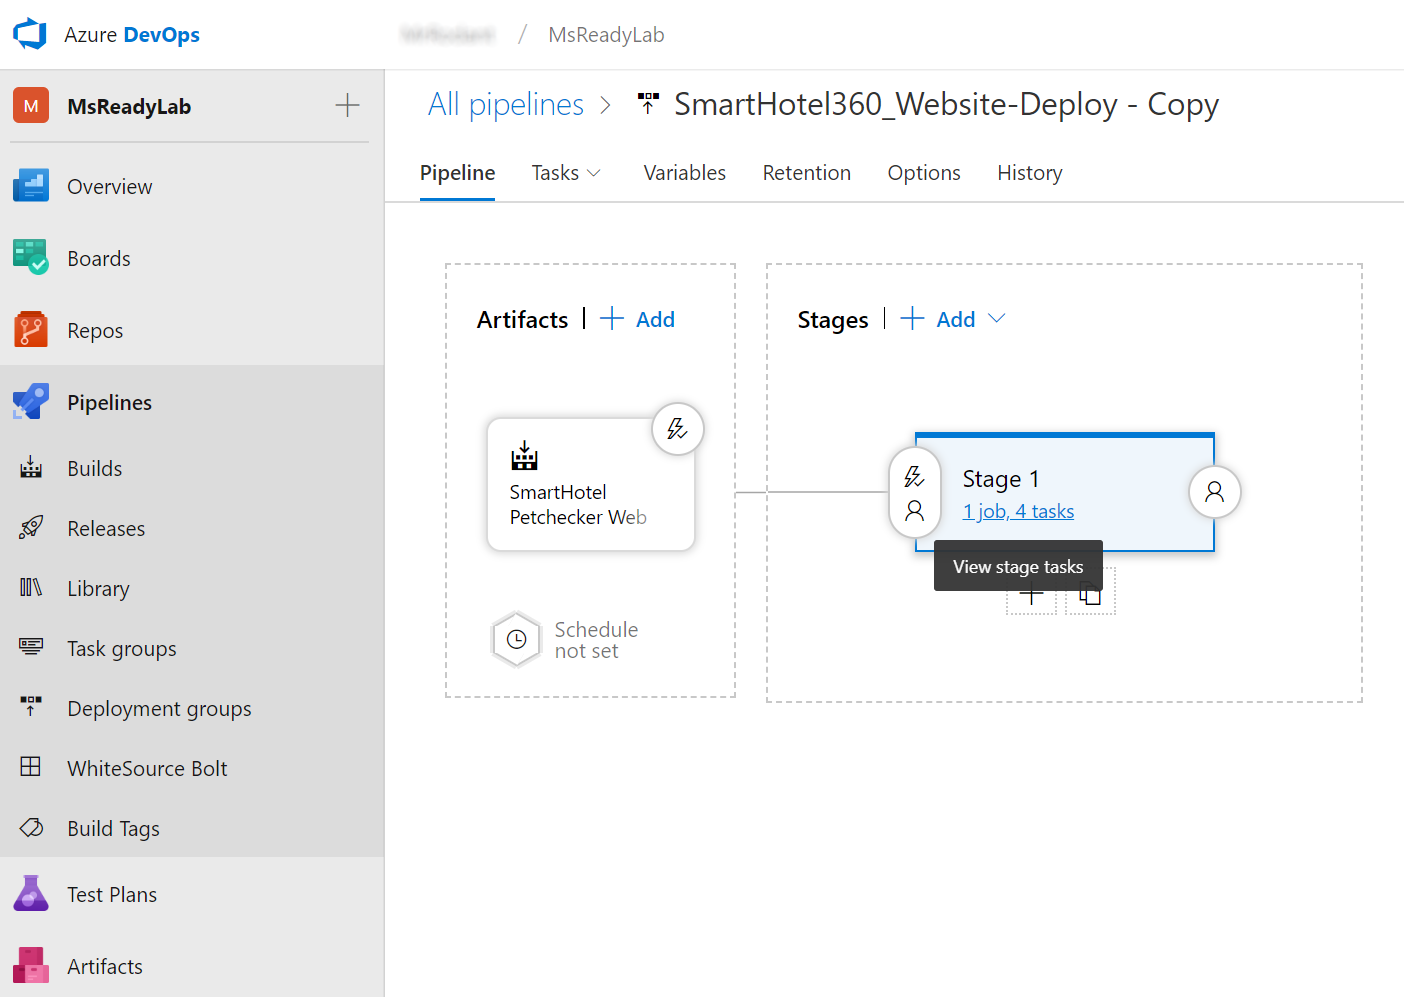 Azure DevOps
/ MsReadyLab
M MsReadyLab
Overview
Boards
Repos
Pipelines
Builds
Releases
Library
Task groups
Deployment groups
WhiteSource Bolt
Build Tags
Test Plans
Artifacts
All pipelines > SmartHotel360_Website-Deploy - Copy
Pipeline Tasks Variables Retention Options History
Artifacts | + Add
SmartHotel
Petchecker Web
Schedule
not set
Stages | + Add
Stage 1
1 job, 4 tasks
View stage tasks